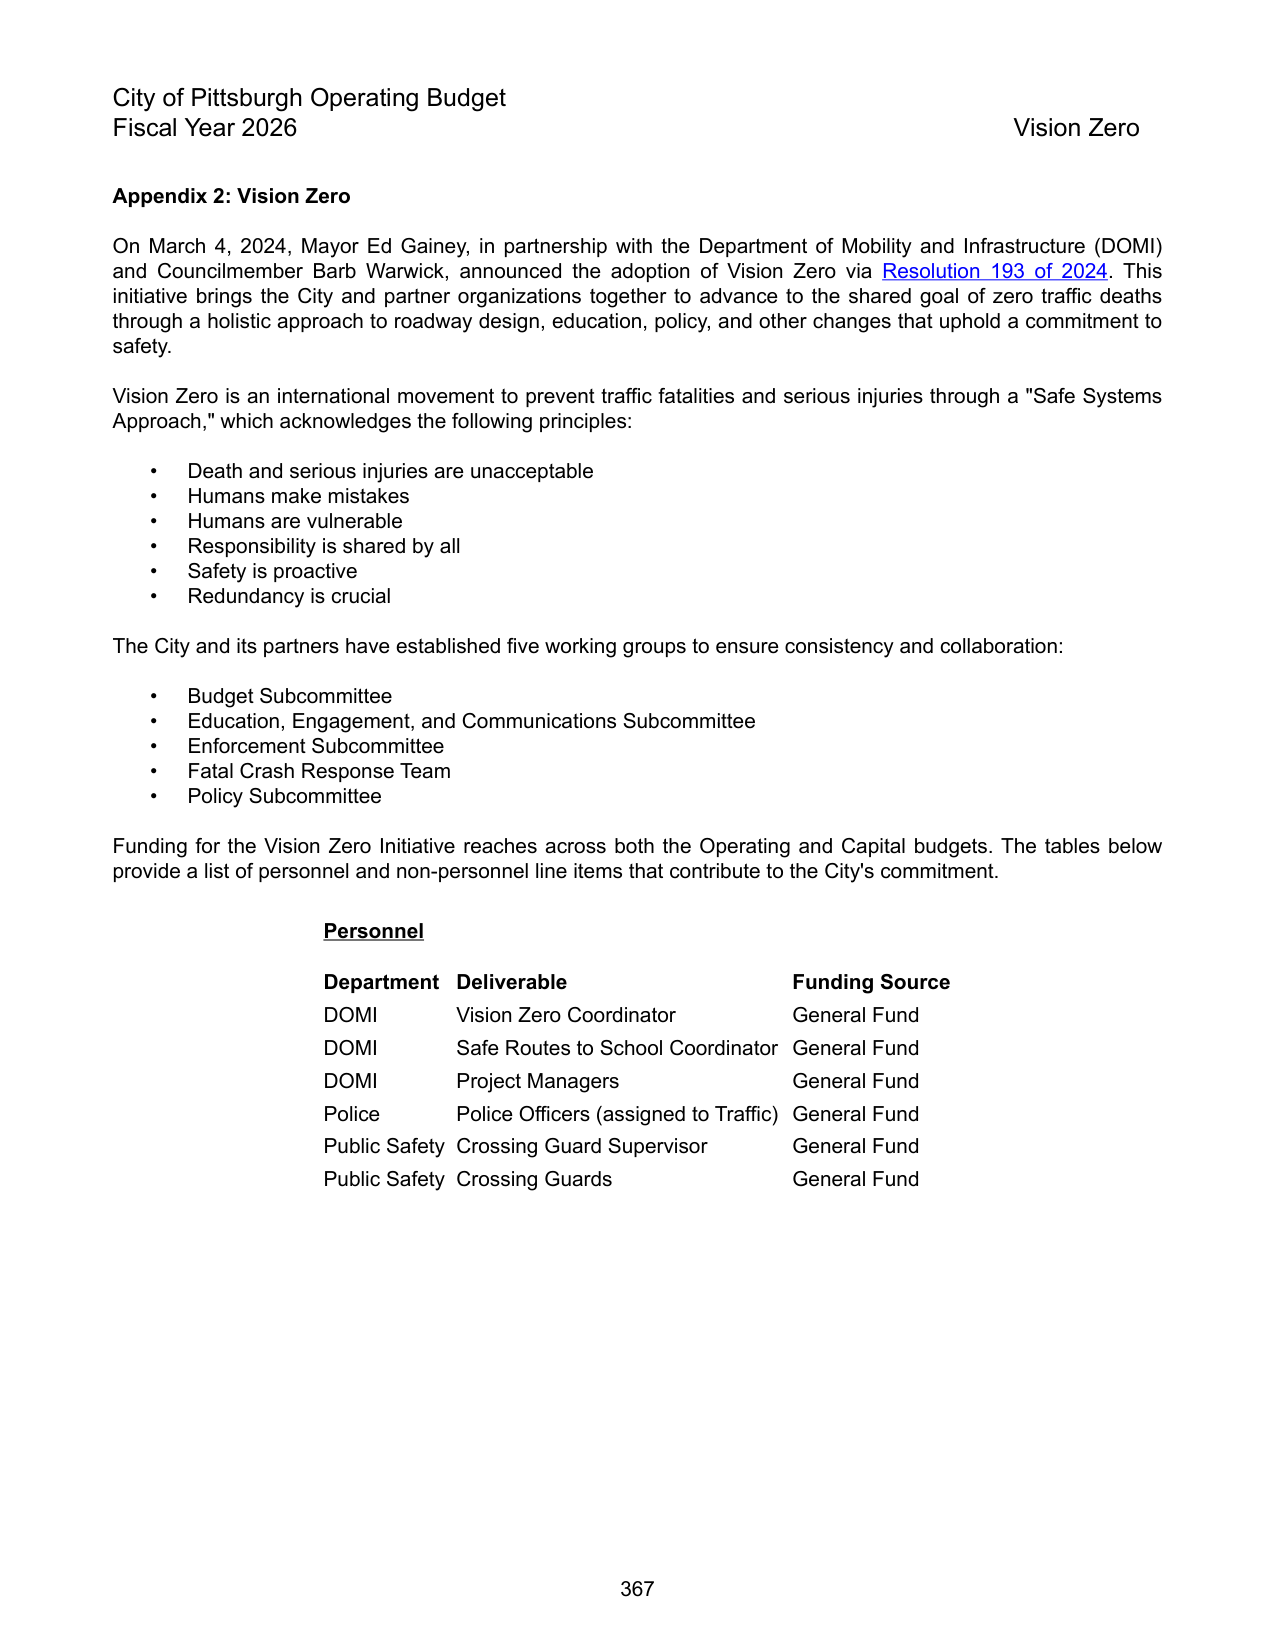 City of Pittsburgh Operating Budget
Fiscal Year 2026 Vision Zero
Appendix 2: Vision Zero
On March 4, 2024, Mayor Ed Gainey, in partnership with the Department of Mobility and Infrastructure (DOMI)
and Councilmember Barb Warwick, announced the adoption of Vision Zero via Resolution 193 of 2024. This
initiative brings the City and partner organizations together to advance to the shared goal of zero traffic deaths
through a holistic approach to roadway design, education, policy, and other changes that uphold a commitment to
safety.
Vision Zero is an international movement to prevent traffic fatalities and serious injuries through a "Safe Systems
Approach," which acknowledges the following principles:
• Death and serious injuries are unacceptable
• Humans make mistakes
• Humans are vulnerable
• Responsibility is shared by all
• Safety is proactive
• Redundancy is crucial
The City and its partners have established five working groups to ensure consistency and collaboration:
• Budget Subcommittee
• Education, Engagement, and Communications Subcommittee
• Enforcement Subcommittee
• Fatal Crash Response Team
• Policy Subcommittee
Funding for the Vision Zero Initiative reaches across both the Operating and Capital budgets. The tables below
provide a list of personnel and non-personnel line items that contribute to the City's commitment.
Personnel
Department Deliverable Funding Source
DOMI Vision Zero Coordinator General Fund
DOMI Safe Routes to School Coordinator General Fund
DOMI Project Managers General Fund
Police Police Officers (assigned to Traffic) General Fund
Public Safety Crossing Guard Supervisor General Fund
Public Safety Crossing Guards General Fund
367